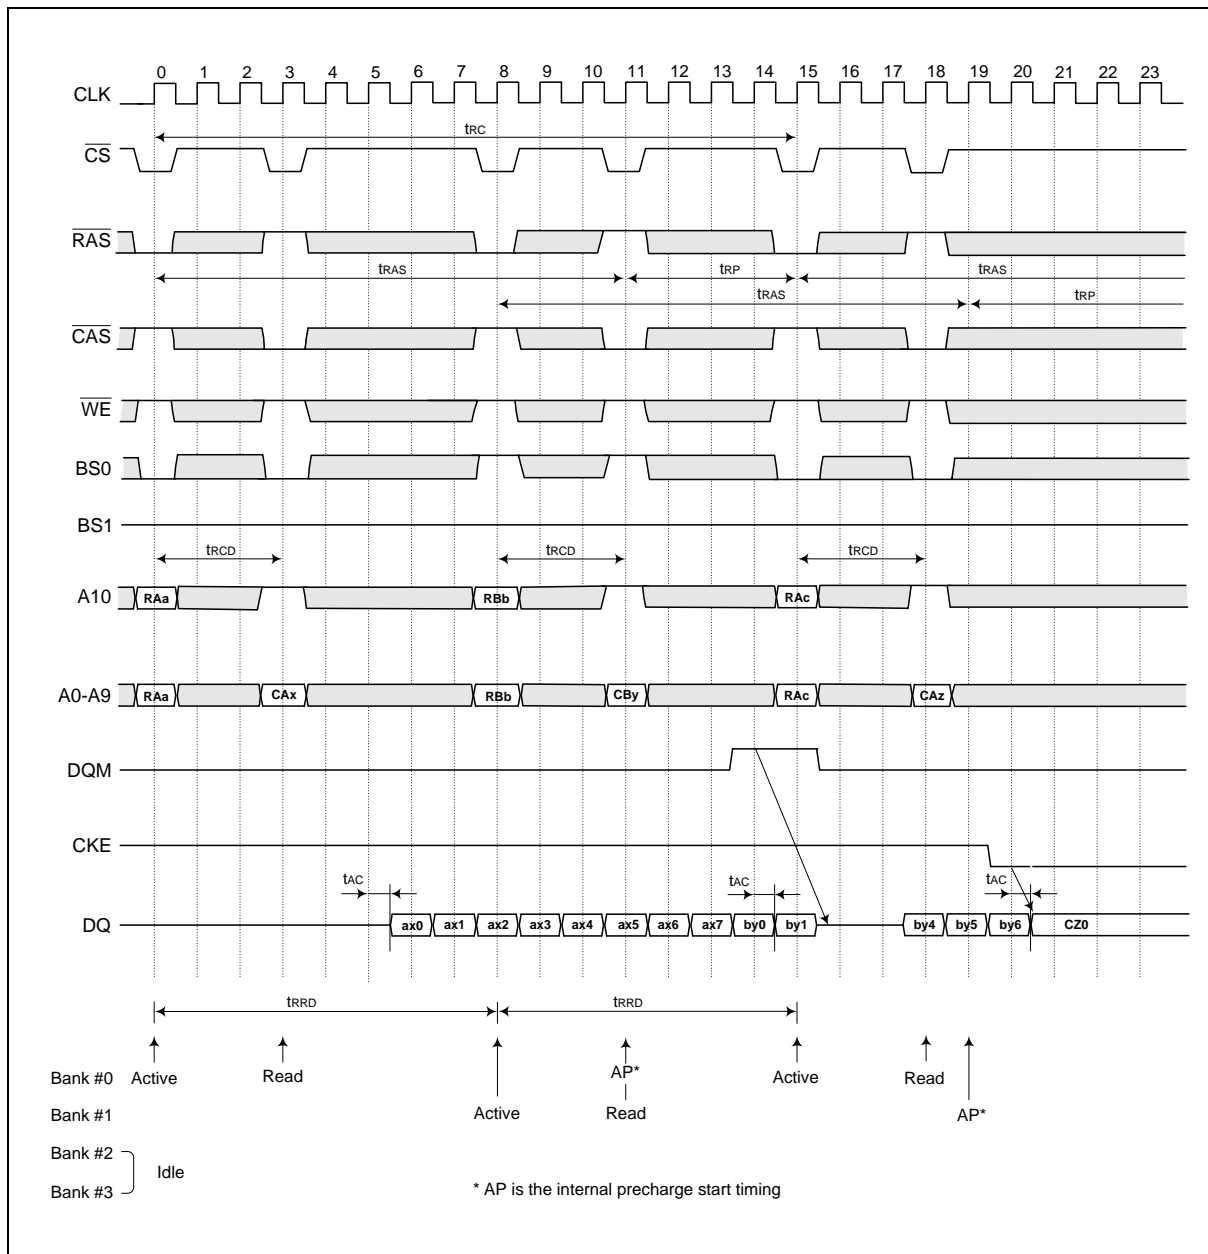 0 1 2 3 4 5 6 7 8 9 10 11 12 13 14 15 16 17 18 19 20 21 22 23
CLK
tRC
CS
RAS
tRAS tRP tRAS
tRAS tRP
CAS
WE
BS0
BS1
tRCD tRCD tRCD
A10 RAa RBb RAc
A0-A9 RAa CAx RBb CBy RAc CAz
DQM
CKE
tAC tAC tAC
DQ ax0 ax1 ax2 ax3 ax4 ax5 ax6 ax7 by0 by1 by4 by5 by6 CZ0
tRRD tRRD
Bank #0 Active Read AP* Active Read
Bank #1 Active Read AP*
Bank #2
Idle
Bank #3
* AP is the internal precharge start timing